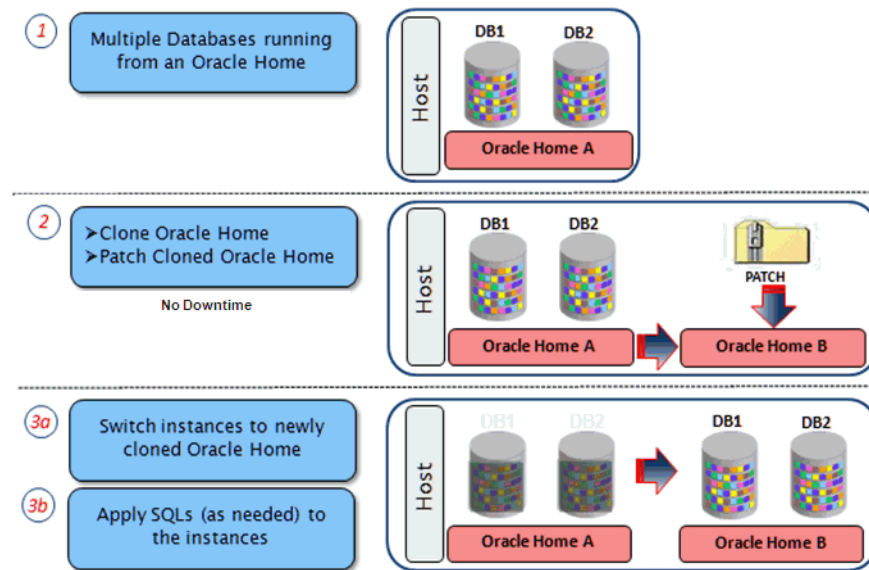 1
Multiple Databases running
from an Oracle Home
Host
DB1
DB2
Oracle Home A
2
➢Clone Oracle Home
➢Patch Cloned Oracle Home
No Downtime
Host
DB1
DB2
Oracle Home A
PATCH
Oracle Home B
3a
Switch instances to newly
cloned Oracle Home
3b
Apply SQLs (as needed) to
the instances
Host
DB1
DB2
Oracle Home A
DB1
DB2
Oracle Home B